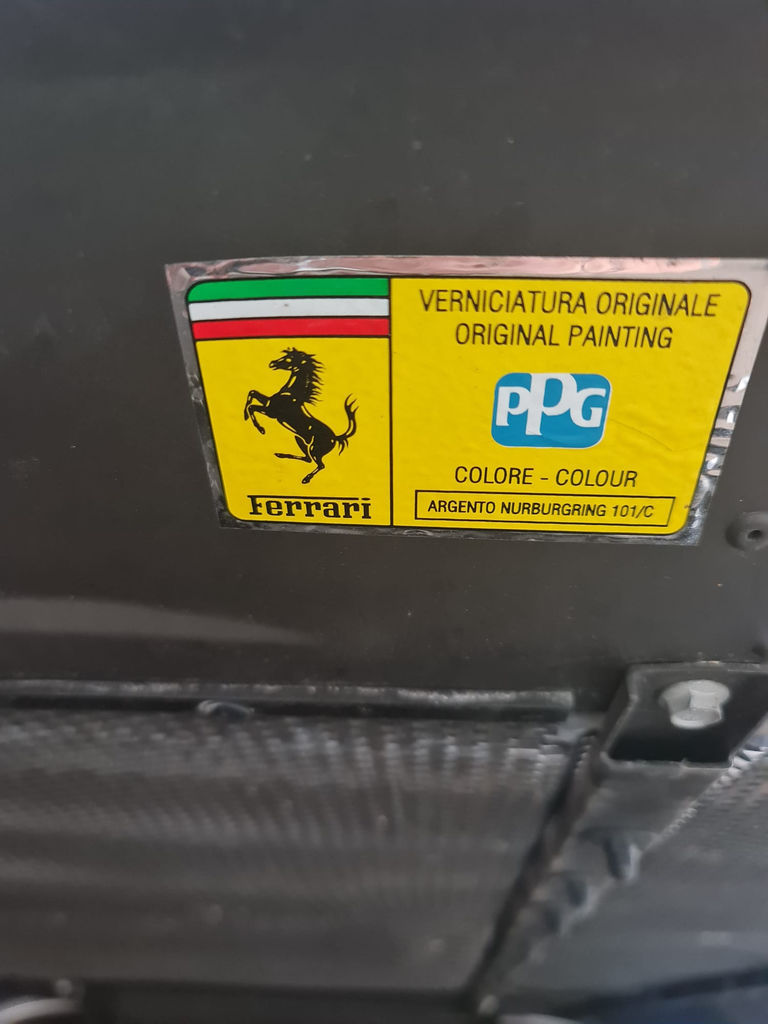 VERNICIATURA ORIGINALE
ORIGINAL PAINTING
PPG
COLORE - COLOUR
ARGENTO NURBURGRING 101/C
Ferrari